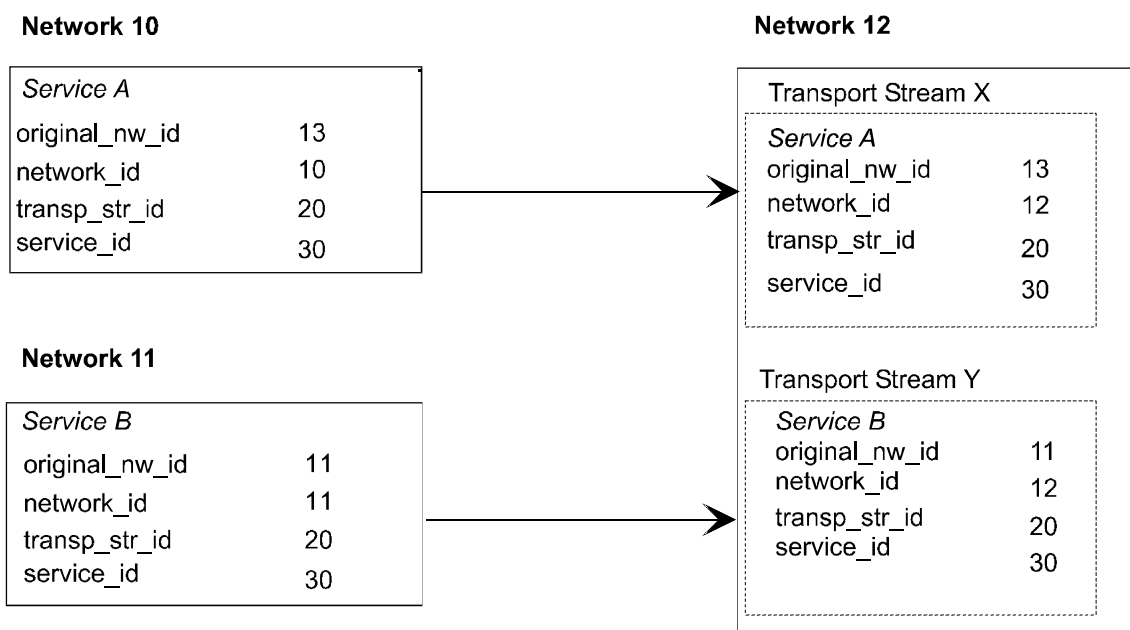 Network 10
Service A
original_nw_id 13
network_id 10
transp_str_id 20
service_id 30
Network 11
Service B
original_nw_id 11
network_id 11
transp_str_id 20
service_id 30
Network 12
Transport Stream X
Service A
original_nw_id 13
network_id 12
transp_str_id 20
service_id 30
Transport Stream Y
Service B
original_nw_id 11
network_id 12
transp_str_id 20
service_id 30